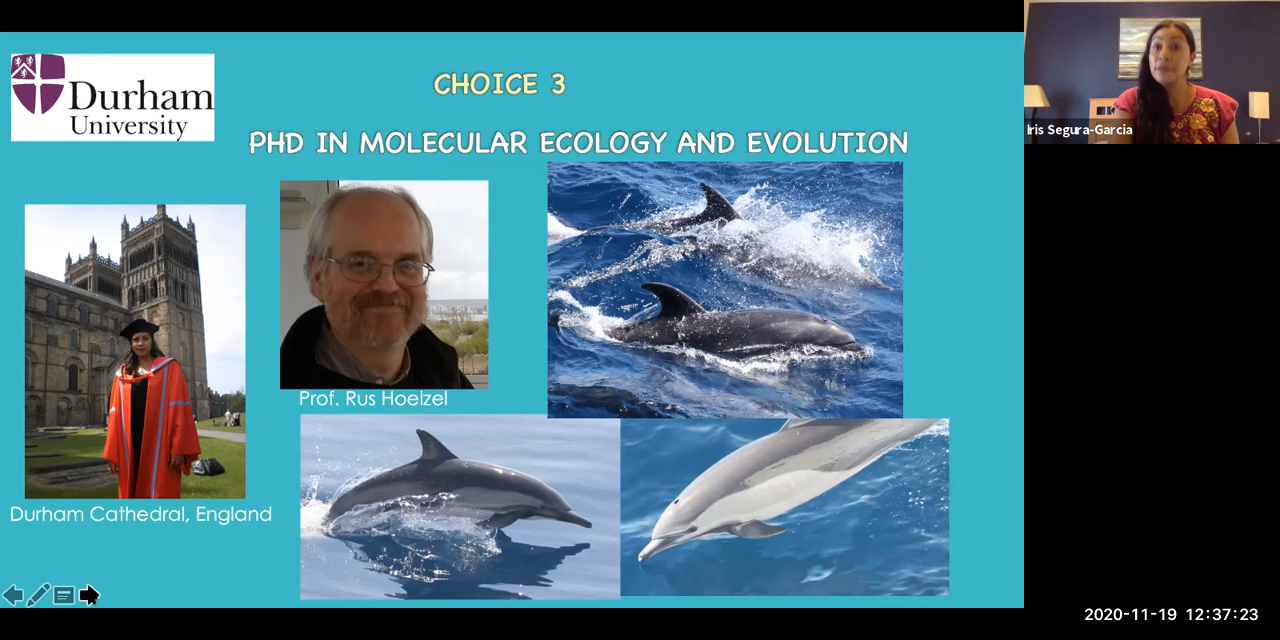 Durham
University
CHOICE 3
PHD IN MOLECULAR ECOLOGY AND EVOLUTION
Iris Segura-Garcia
Prof. Rus Hoelzel
Durham Cathedral, England
2020-11-19 12:37:23